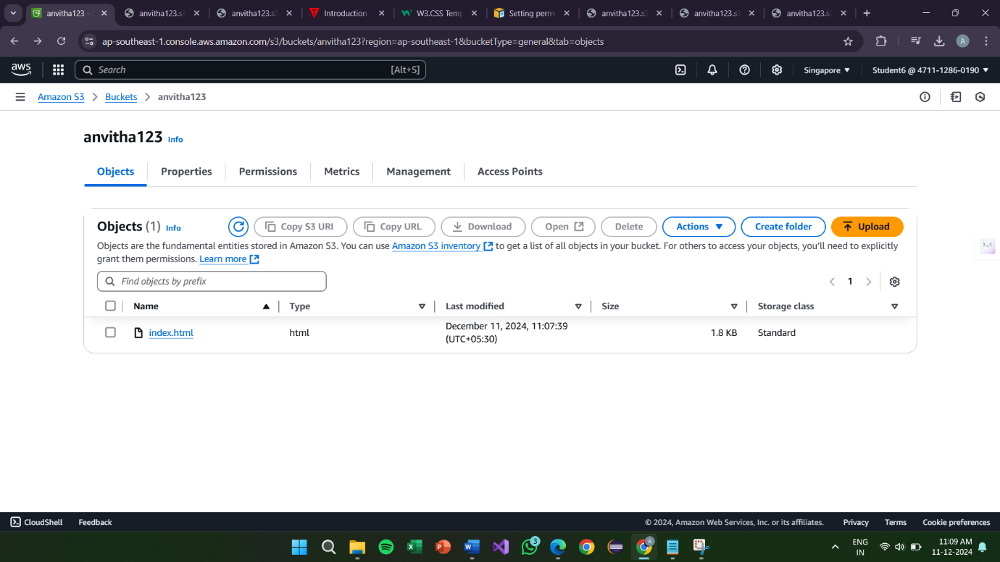 anvitha123 -
anvitha123.s3
anvitha123.s3
Introduction
W3.CSS Temp
Setting perm
anvitha123.s3
anvitha123.s3
anvitha123.s3
ap-southeast-1.console.aws.amazon.com/s3/buckets/anvitha123?region=ap-southeast-1&bucketType=general&tab=objects
A
aws
Search [Alt+S]
Singapore
Student6 @ 4711-1286-0190
Amazon S3 > Buckets > anvitha123
anvitha123 Info
Objects Properties Permissions Metrics Management Access Points
Objects (1) Info
Copy S3 URI Copy URL Download Open Delete Actions Create folder Upload
Objects are the fundamental entities stored in Amazon S3. You can use Amazon S3 inventory to get a list of all objects in your bucket. For others to access your objects, you'll need to explicitly
grant them permissions. Learn more
Find objects by prefix
1
Name Type Last modified Size Storage class
index.html html December 11, 2024, 11:07:39 (UTC+05:30) 1.8 KB Standard
CloudShell Feedback © 2024, Amazon Web Services, Inc. or its affiliates. Privacy Terms Cookie preferences
3
A
ENG
IN
11:09 AM
11-12-2024